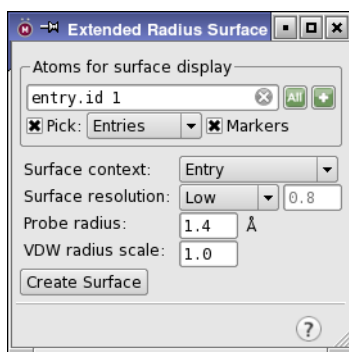 Extended Radius Surface
Atoms for surface display
entry.id 1 All
Pick: Entries Markers
Surface context: Entry
Surface resolution: Low 0.8
Probe radius: 1.4 Å
VDW radius scale: 1.0
Create Surface
?